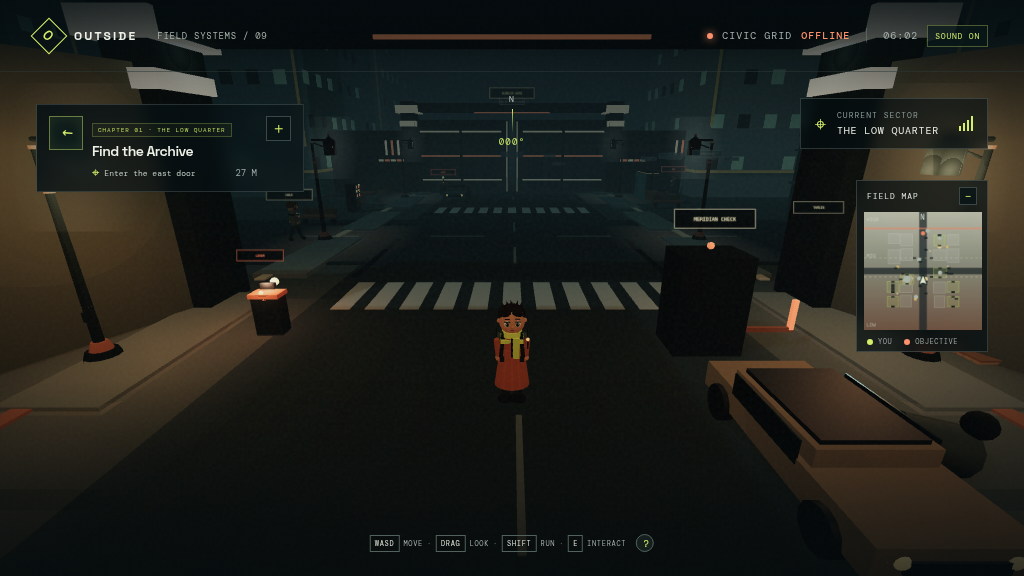 OUTSIDE
FIELD SYSTEMS / 09
CIVIC GRID OFFLINE
06:02
SOUND ON
←
CHAPTER 01 · THE LOW QUARTER
+
Find the Archive
Enter the east door
27 M
N
000°
CURRENT SECTOR
THE LOW QUARTER
MERIDIAN CHECK
FIELD MAP
−
N
MID
LOW
YOU
OBJECTIVE
WASD MOVE · DRAG LOOK · SHIFT RUN · E INTERACT ?